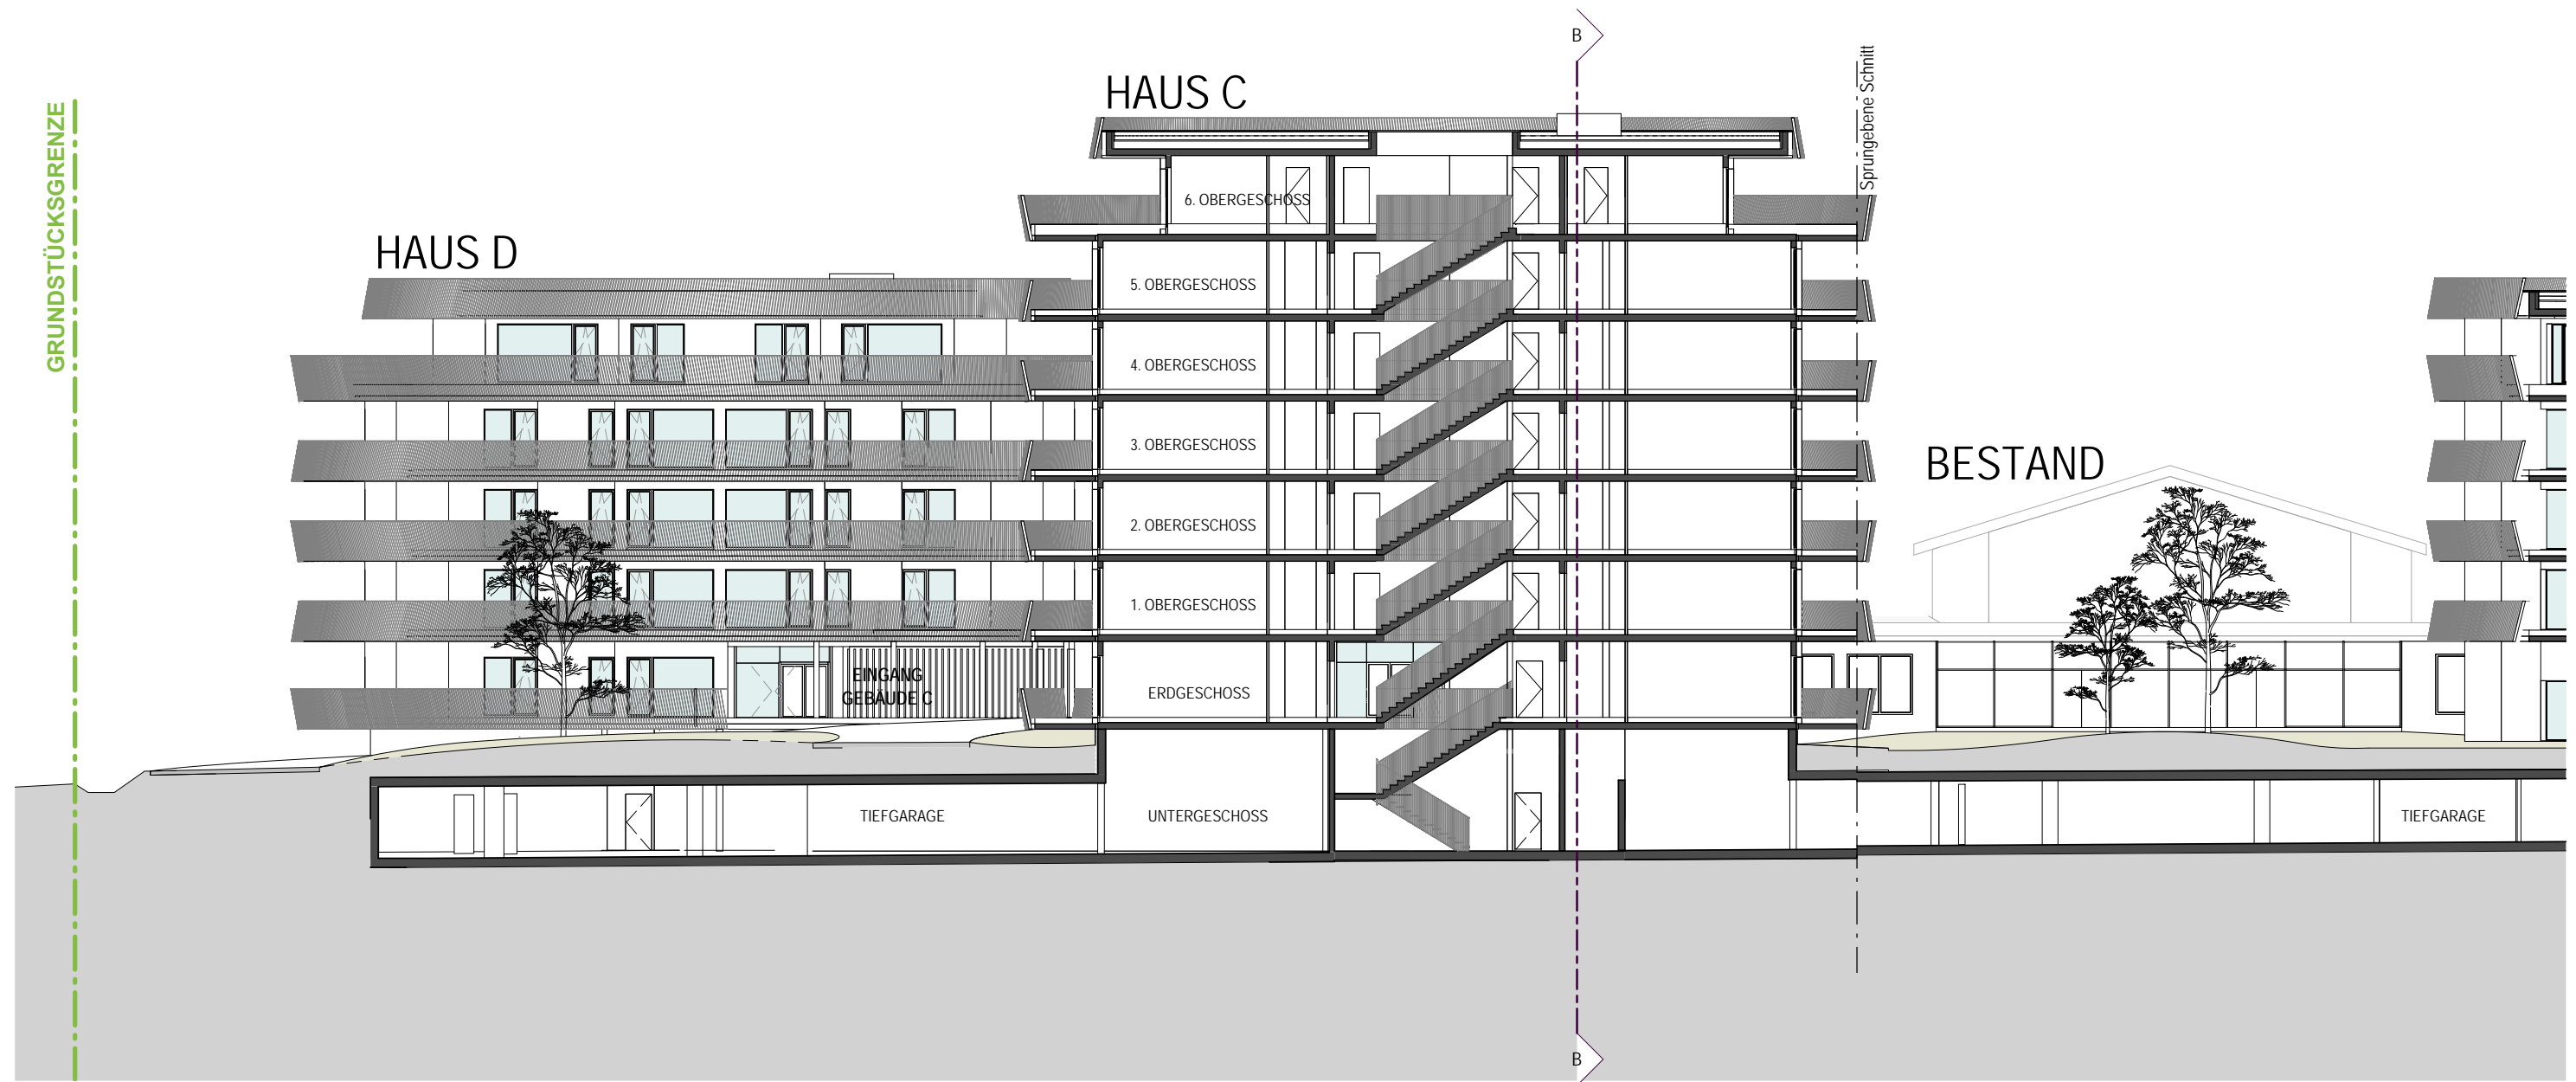 B
Sprungebene Schnitt
GRUNDSTÜCKSGRENZE
HAUS C
HAUS D
BESTAND
6. OBERGESCHOSS
5. OBERGESCHOSS
4. OBERGESCHOSS
3. OBERGESCHOSS
2. OBERGESCHOSS
1. OBERGESCHOSS
EINGANG
GEBÄUDE C
ERDGESCHOSS
TIEFGARAGE
UNTERGESCHOSS
TIEFGARAGE
B